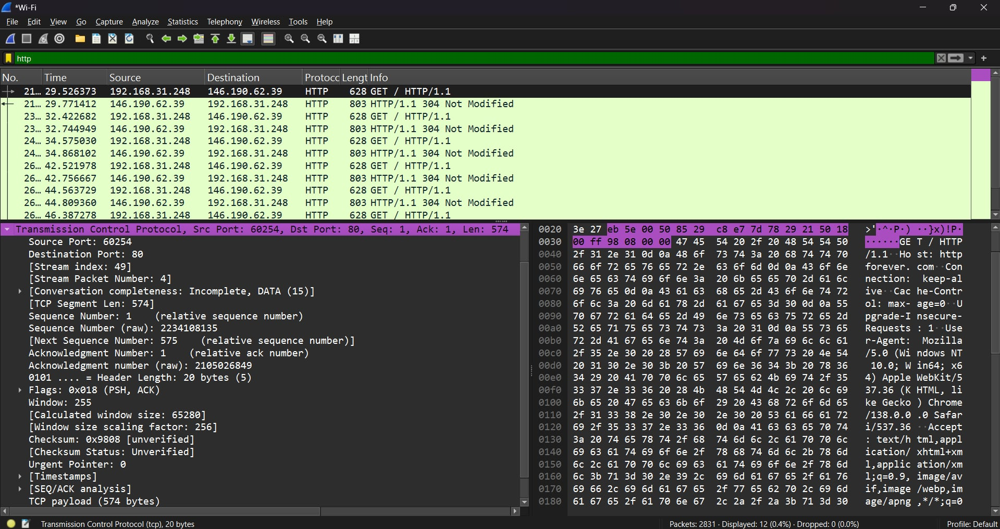 *Wi-Fi
File Edit View Go Capture Analyze Statistics Telephony Wireless Tools Help
http
No. Time Source Destination Protocc Lengt Info
21… 29.526373 192.168.31.248 146.190.62.39 HTTP 628 GET / HTTP/1.1
21… 29.771412 146.190.62.39 192.168.31.248 HTTP 803 HTTP/1.1 304 Not Modified
23… 32.422682 192.168.31.248 146.190.62.39 HTTP 628 GET / HTTP/1.1
23… 32.744949 146.190.62.39 192.168.31.248 HTTP 803 HTTP/1.1 304 Not Modified
24… 34.575030 192.168.31.248 146.190.62.39 HTTP 628 GET / HTTP/1.1
24… 34.868102 146.190.62.39 192.168.31.248 HTTP 803 HTTP/1.1 304 Not Modified
26… 42.521978 192.168.31.248 146.190.62.39 HTTP 628 GET / HTTP/1.1
26… 42.756667 146.190.62.39 192.168.31.248 HTTP 803 HTTP/1.1 304 Not Modified
26… 44.563729 192.168.31.248 146.190.62.39 HTTP 628 GET / HTTP/1.1
26… 44.809360 146.190.62.39 192.168.31.248 HTTP 803 HTTP/1.1 304 Not Modified
26… 46.387278 192.168.31.248 146.190.62.39 HTTP 628 GET / HTTP/1.1
Transmission Control Protocol, Src Port: 60254, Dst Port: 80, Seq: 1, Ack: 1, Len: 574
Source Port: 60254
Destination Port: 80
[Stream index: 49]
[Stream Packet Number: 4]
[Conversation completeness: Incomplete, DATA (15)]
[TCP Segment Len: 574]
Sequence Number: 1    (relative sequence number)
Sequence Number (raw): 2234108135
[Next Sequence Number: 575    (relative sequence number)]
Acknowledgment Number: 1    (relative ack number)
Acknowledgment number (raw): 2105026849
0101 .... = Header Length: 20 bytes (5)
Flags: 0x018 (PSH, ACK)
Window: 255
[Calculated window size: 65280]
[Window size scaling factor: 256]
Checksum: 0x9808 [unverified]
[Checksum Status: Unverified]
Urgent Pointer: 0
[Timestamps]
[SEQ/ACK analysis]
TCP payload (574 bytes)
0020 3e 27 eb 5e 00 50 85 29 c8 e7 7d 78 29 21 50 18 >'·^·P·) ··}x)!P·
0030 00 ff 98 08 00 00 47 45 54 20 2f 20 48 54 54 50 ······GE T / HTTP
0040 2f 31 2e 31 0d 0a 48 6f 73 74 3a 20 68 74 74 70 /1.1··Ho st: http
0050 66 6f 72 65 76 65 72 2e 63 6f 6d 0d 0a 43 6f 6e forever. com··Con
0060 6e 65 63 74 69 6f 6e 3a 20 6b 65 65 70 2d 61 6c nection: keep-al
0070 69 76 65 0d 0a 43 61 63 68 65 2d 43 6f 6e 74 72 ive··Cac he-Contr
0080 6f 6c 3a 20 6d 61 78 2d 61 67 65 3d 30 0d 0a 55 ol: max- age=0··U
0090 70 67 72 61 64 65 2d 49 6e 73 65 63 75 72 65 2d pgrade-I nsecure-
00a0 52 65 71 75 65 73 74 73 3a 20 31 0d 0a 55 73 65 Requests : 1··Use
00b0 72 2d 41 67 65 6e 74 3a 20 4d 6f 7a 69 6c 6c 61 r-Agent: Mozilla
00c0 2f 35 2e 30 20 28 57 69 6e 64 6f 77 73 20 4e 54 /5.0 (Wi ndows NT
00d0 20 31 30 2e 30 3b 20 57 69 6e 36 34 3b 20 78 36 10.0; W in64; x6
00e0 34 29 20 41 70 70 6c 65 57 65 62 4b 69 74 2f 35 4) Apple WebKit/5
00f0 33 37 2e 33 36 20 28 4b 48 54 4d 4c 2c 20 6c 69 37.36 (K HTML, li
0100 6b 65 20 47 65 63 6b 6f 29 20 43 68 72 6f 6d 65 ke Gecko ) Chrome
0110 2f 31 33 38 2e 30 2e 30 2e 30 20 53 61 66 61 72 /138.0.0 .0 Safar
0120 69 2f 35 33 37 2e 33 36 0d 0a 41 63 63 65 70 74 i/537.36 ··Accept
0130 3a 20 74 65 78 74 2f 68 74 6d 6c 2c 61 70 70 6c : text/h tml,appl
0140 69 63 61 74 69 6f 6e 2f 78 68 74 6d 6c 2b 78 6d ication/ xhtml+xm
0150 6c 2c 61 70 70 6c 69 63 61 74 69 6f 6e 2f 78 6d l,applic ation/xm
0160 6c 3b 71 3d 30 2e 39 2c 69 6d 61 67 65 2f 61 76 l;q=0.9, image/av
0170 69 66 2c 69 6d 61 67 65 2f 77 65 62 70 2c 69 6d if,image /webp,im
0180 61 67 65 2f 61 70 6e 67 2c 2a 2f 2a 3b 71 3d 30 age/apng ,*/*;q=0
Transmission Control Protocol (tcp), 20 bytes
Packets: 2831 · Displayed: 12 (0.4%) · Dropped: 0 (0.0%)
Profile: Default